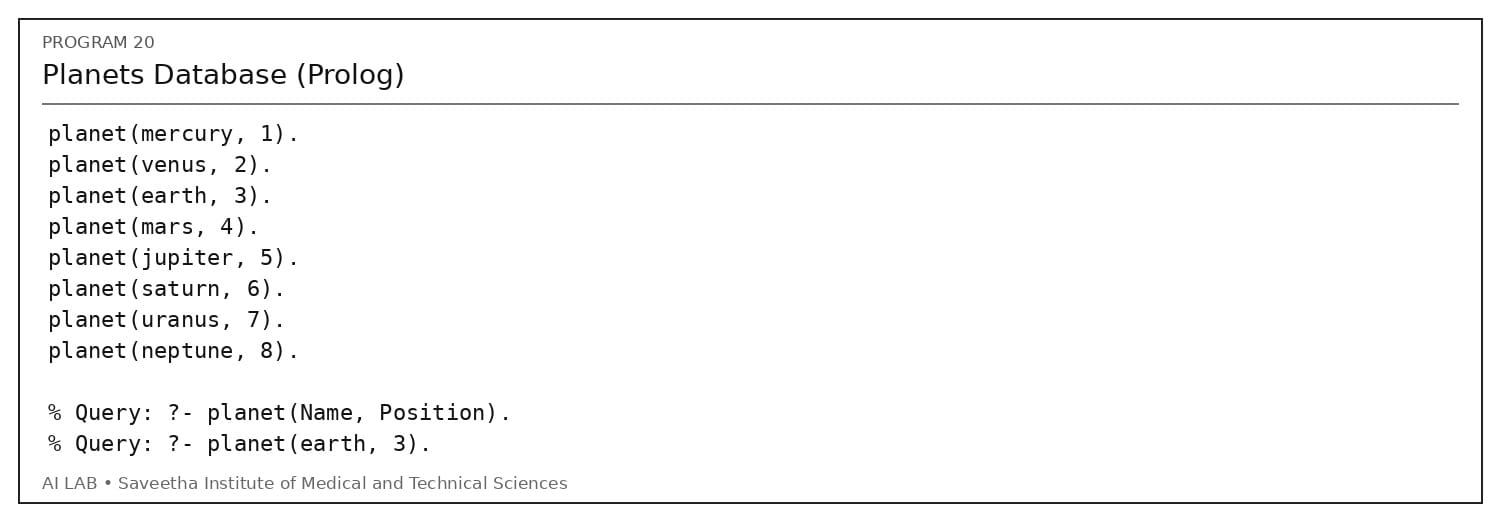 PROGRAM 20
Planets Database (Prolog)
planet(mercury, 1).
planet(venus, 2).
planet(earth, 3).
planet(mars, 4).
planet(jupiter, 5).
planet(saturn, 6).
planet(uranus, 7).
planet(neptune, 8).
% Query: ?- planet(Name, Position).
% Query: ?- planet(earth, 3).
AI LAB • Saveetha Institute of Medical and Technical Sciences